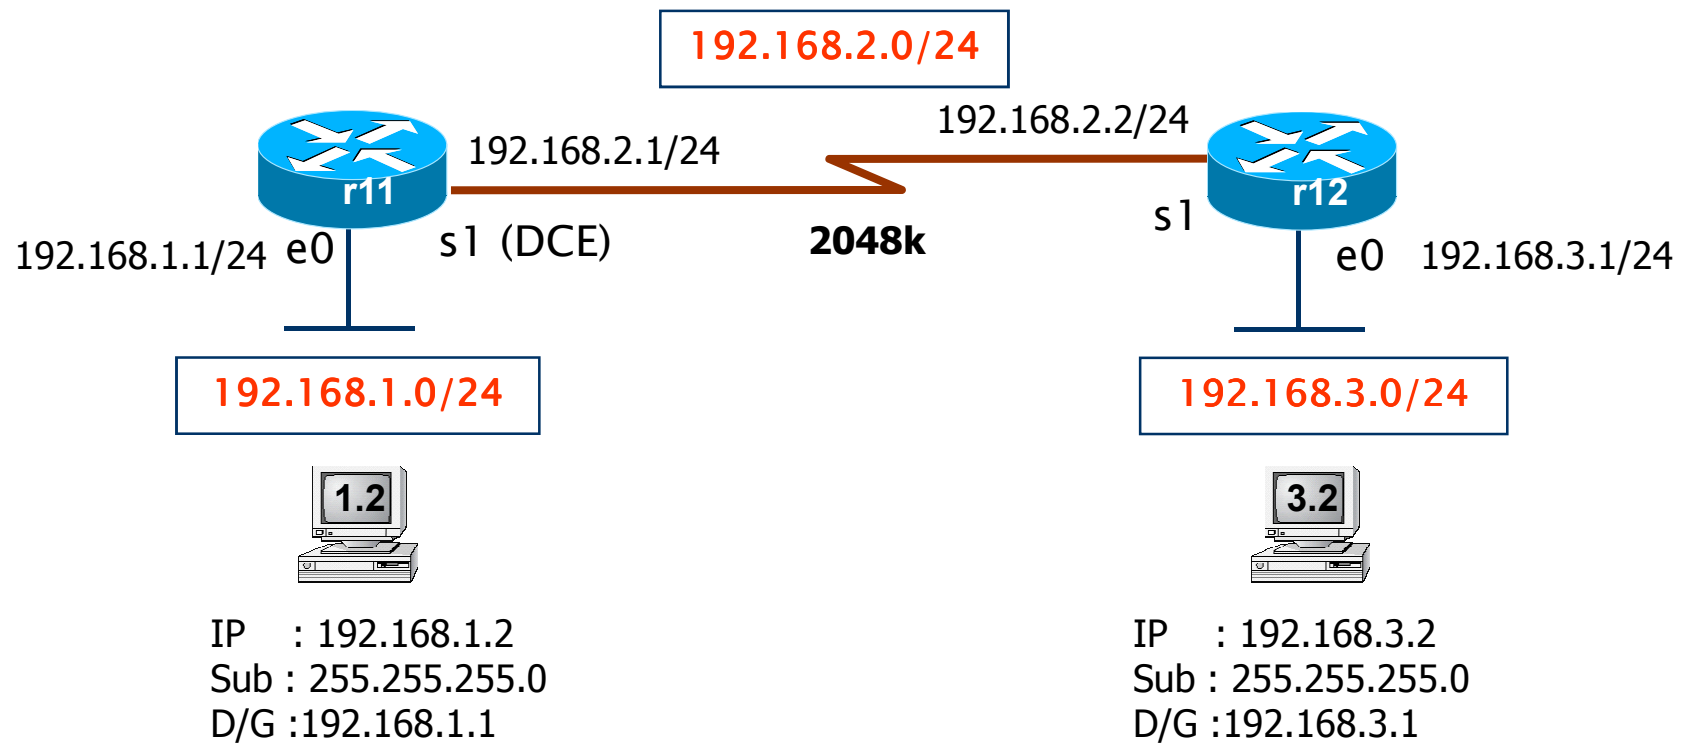 192.168.2.0/24
192.168.2.2/24
192.168.2.1/24
r11
r12
s1
192.168.1.1/24 e0
s1 (DCE)
2048k
e0 192.168.3.1/24
192.168.1.0/24
192.168.3.0/24
1.2
3.2
IP : 192.168.1.2
Sub : 255.255.255.0
D/G :192.168.1.1
IP : 192.168.3.2
Sub : 255.255.255.0
D/G :192.168.3.1